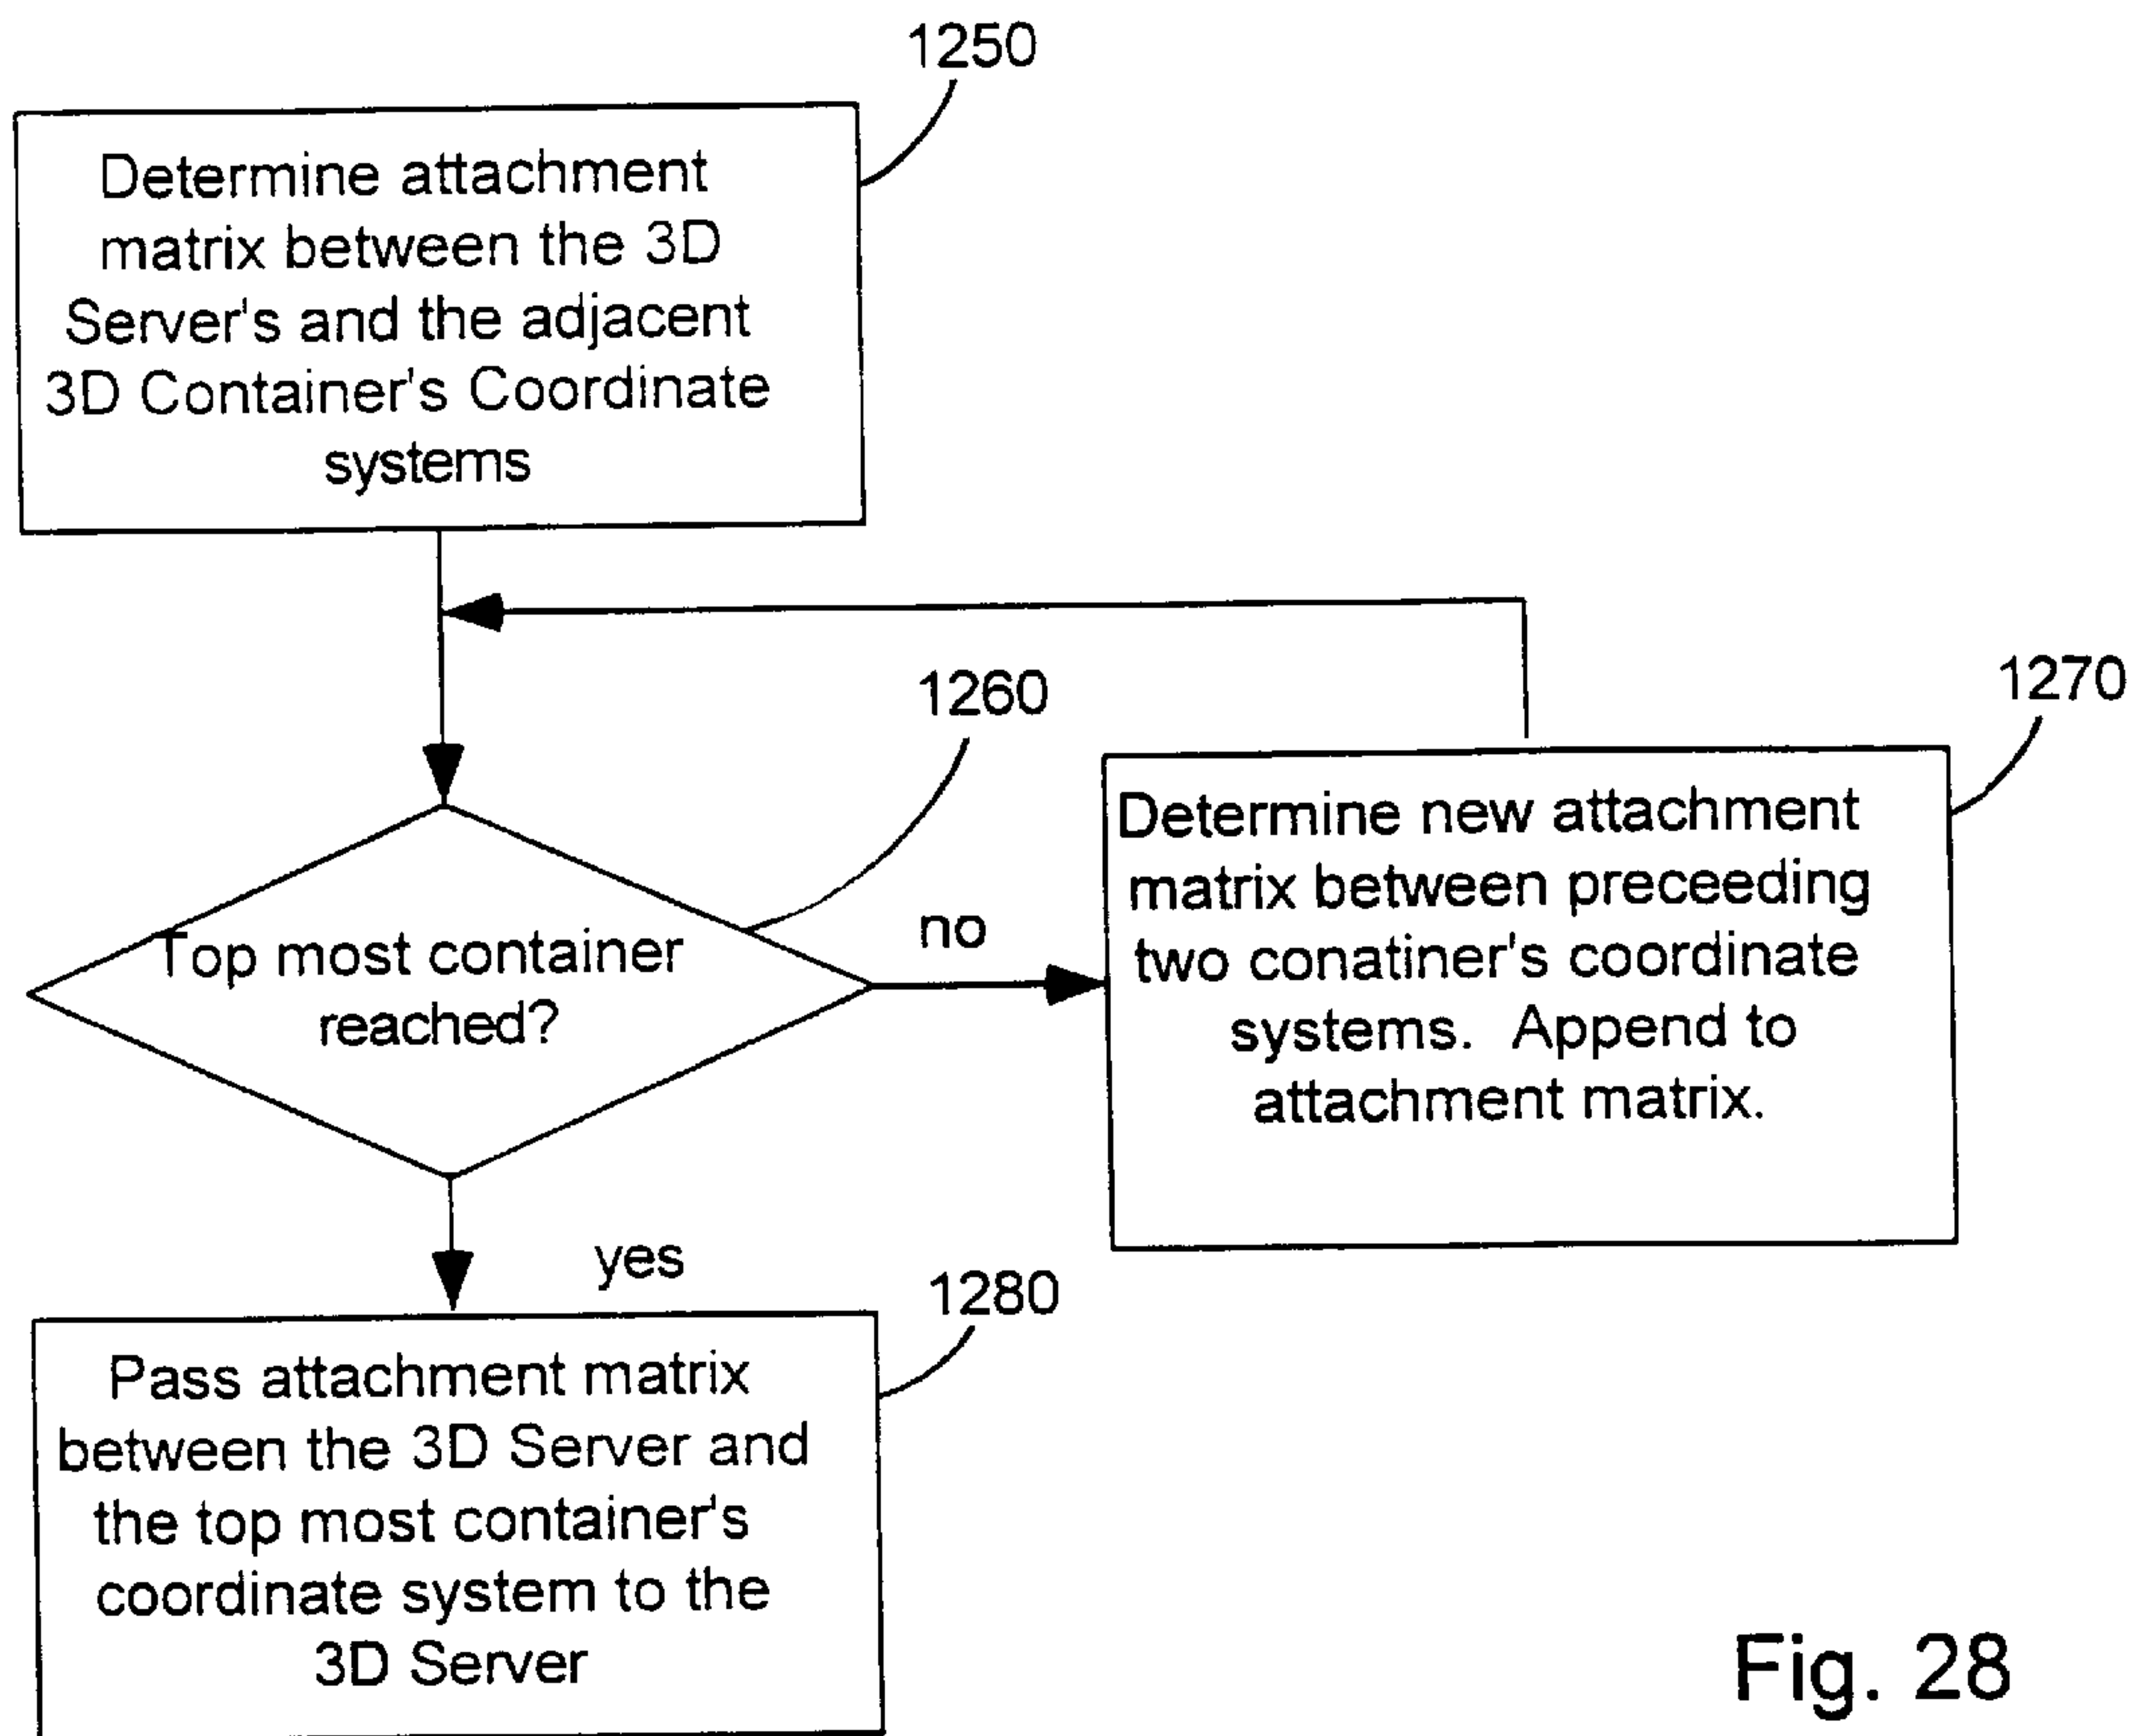 1250
Determine attachment
matrix between the 3D
Server's and the adjacent
3D Container's Coordinate
systems
1260
1270
Top most container
reached?
no
Determine new attachment
matrix between preceeding
two conatiner's coordinate
systems. Append to
attachment matrix.
yes
1280
Pass attachment matrix
between the 3D Server and
the top most container's
coordinate system to the
3D Server
Fig. 28